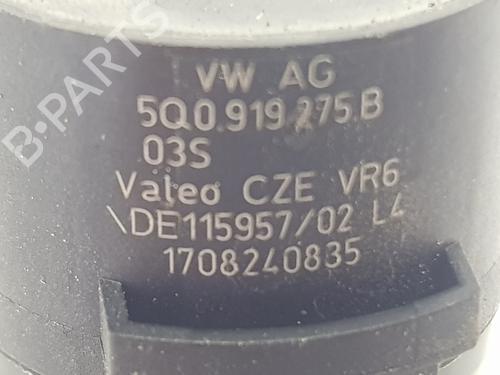 B-PARTS
VW AG
5Q0.919.275.B
03S
Valeo CZE VR6
\DE115957/02 L4
1708240835